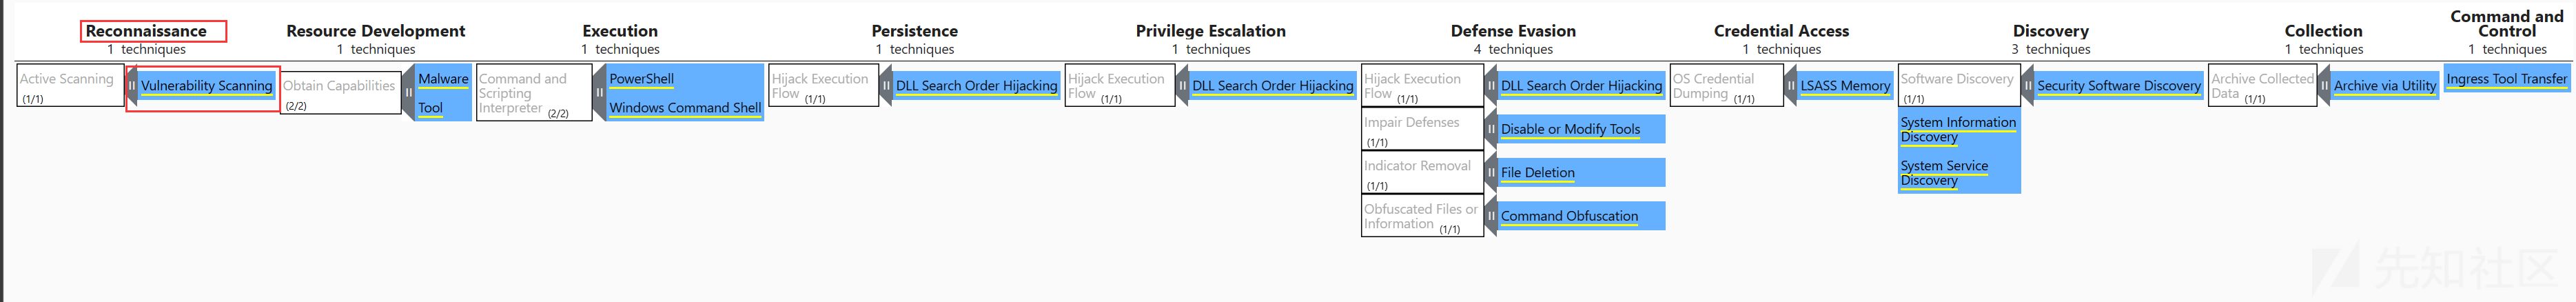 Reconnaissance
1 techniques
Active Scanning
(1/1)
Vulnerability Scanning
Resource Development
1 techniques
Obtain Capabilities
(2/2)
Malware
Tool
Execution
1 techniques
Command and
Scripting
Interpreter (2/2)
PowerShell
Windows Command Shell
Persistence
1 techniques
Hijack Execution
Flow (1/1)
DLL Search Order Hijacking
Privilege Escalation
1 techniques
Hijack Execution
Flow (1/1)
DLL Search Order Hijacking
Defense Evasion
4 techniques
Hijack Execution
Flow (1/1)
DLL Search Order Hijacking
Impair Defenses
(1/1)
Disable or Modify Tools
Indicator Removal
(1/1)
File Deletion
Obfuscated Files or
Information (1/1)
Command Obfuscation
Credential Access
1 techniques
OS Credential
Dumping (1/1)
LSASS Memory
Discovery
3 techniques
Software Discovery
(1/1)
Security Software Discovery
System Information
Discovery
System Service
Discovery
Collection
1 techniques
Archive Collected
Data (1/1)
Archive via Utility
Command and
Control
1 techniques
Ingress Tool Transfer
先知社区